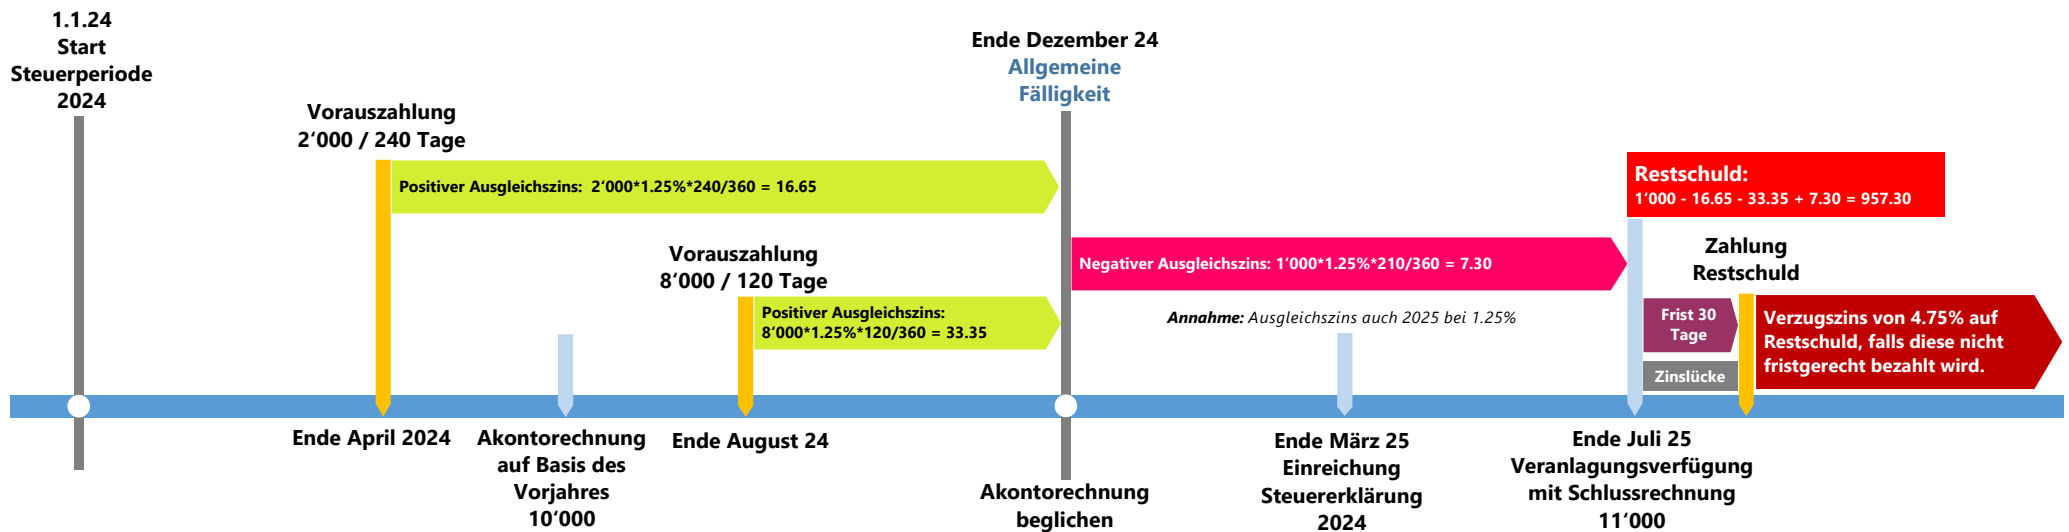 1.1.24
Start
Steuerperiode
2024
Vorauszahlung
2‘000 / 240 Tage
Positiver Ausgleichszins:  2‘000*1.25%*240/360 = 16.65
Vorauszahlung
8‘000 / 120 Tage
Positiver Ausgleichszins:
8‘000*1.25%*120/360 = 33.35
Ende Dezember 24
Allgemeine
Fälligkeit
Negativer Ausgleichszins: 1‘000*1.25%*210/360 = 7.30
Annahme: Ausgleichszins auch 2025 bei 1.25%
Restschuld:
1‘000 - 16.65 - 33.35 + 7.30 = 957.30
Zahlung
Restschuld
Frist 30
Tage
Zinslücke
Verzugszins von 4.75% auf
Restschuld, falls diese nicht
fristgerecht bezahlt wird.
Ende April 2024
Akontorechnung
auf Basis des
Vorjahres
10‘000
Ende August 24
Akontorechnung
beglichen
Ende März 25
Einreichung
Steuererklärung
2024
Ende Juli 25
Veranlagungsverfügung
mit Schlussrechnung
11‘000